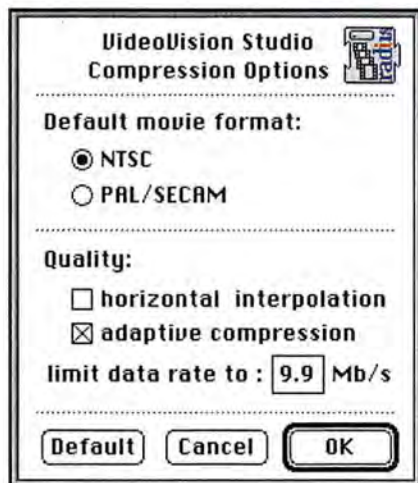 VideoVision Studio
Compression Options
radius
Default movie format:
NTSC
PAL/SECAM
Quality:
horizontal interpolation
adaptive compression
limit data rate to : 9.9 Mb/s
Default Cancel OK